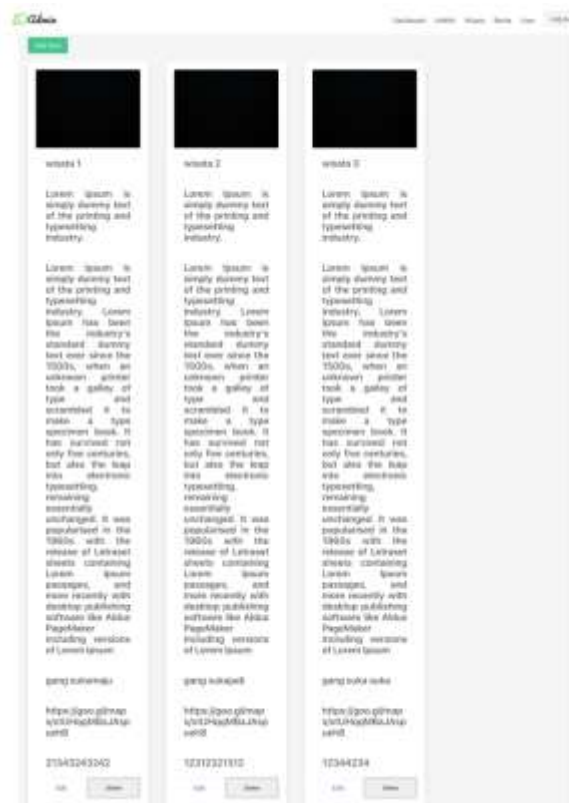 Admin
wisata 1
Lorem Ipsum is
simply dummy text
of the printing and
typesetting
industry.
Lorem Ipsum is
simply dummy text
of the printing and
typesetting
industry. Lorem
Ipsum has been
the industry's
standard dummy
text ever since the
1500s, when an
unknown printer
took a galley of
type and
scrambled it to
make a type
specimen book. It
has survived not
only five centuries,
but also the leap
into electronic
typesetting,
remaining
essentially
unchanged. It was
popularised in the
1960s with the
release of Letraset
sheets containing
Lorem Ipsum
passages, and
more recently with
desktop publishing
software like Aldus
PageMaker
including versions
of Lorem Ipsum
gang sukamaju
21343243242
wisata 2
Lorem Ipsum is
simply dummy text
of the printing and
typesetting
industry.
Lorem Ipsum is
simply dummy text
of the printing and
typesetting
industry. Lorem
Ipsum has been
the industry's
standard dummy
text ever since the
1500s, when an
unknown printer
took a galley of
type and
scrambled it to
make a type
specimen book. It
has survived not
only five centuries,
but also the leap
into electronic
typesetting,
remaining
essentially
unchanged. It was
popularised in the
1960s with the
release of Letraset
sheets containing
Lorem Ipsum
passages, and
more recently with
desktop publishing
software like Aldus
PageMaker
including versions
of Lorem Ipsum
gang sukajadi
12312321312
wisata 3
Lorem Ipsum is
simply dummy text
of the printing and
typesetting
industry.
Lorem Ipsum is
simply dummy text
of the printing and
typesetting
industry. Lorem
Ipsum has been
the industry's
standard dummy
text ever since the
1500s, when an
unknown printer
took a galley of
type and
scrambled it to
make a type
specimen book. It
has survived not
only five centuries,
but also the leap
into electronic
typesetting,
remaining
essentially
unchanged. It was
popularised in the
1960s with the
release of Letraset
sheets containing
Lorem Ipsum
passages, and
more recently with
desktop publishing
software like Aldus
PageMaker
including versions
of Lorem Ipsum
gang suka suka
12344234